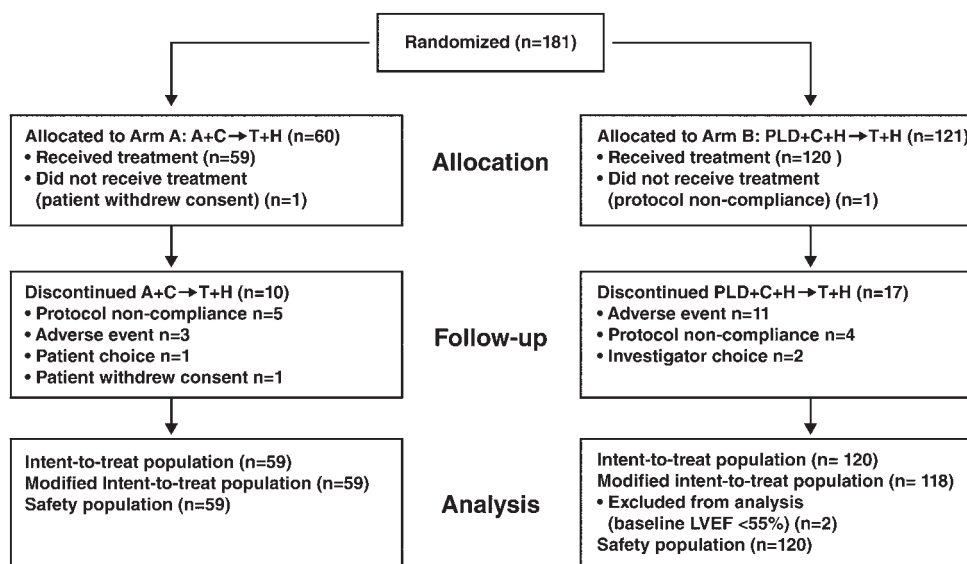 Randomized (n=181)
Allocated to Arm A: A+C→T+H (n=60)
• Received treatment (n=59)
• Did not receive treatment
(patient withdrew consent) (n=1)
Allocation
Allocated to Arm B: PLD+C+H→T+H (n=121)
• Received treatment (n=120 )
• Did not receive treatment
(protocol non-compliance) (n=1)
Discontinued A+C→T+H (n=10)
• Protocol non-compliance n=5
• Adverse event n=3
• Patient choice n=1
• Patient withdrew consent n=1
Follow-up
Discontinued PLD+C+H→T+H (n=17)
• Adverse event n=11
• Protocol non-compliance n=4
• Investigator choice n=2
Intent-to-treat population (n=59)
Modified Intent-to-treat population (n=59)
Safety population (n=59)
Analysis
Intent-to-treat population (n= 120)
Modified intent-to-treat population (n= 118)
• Excluded from analysis
(baseline LVEF <55%) (n=2)
Safety population (n=120)